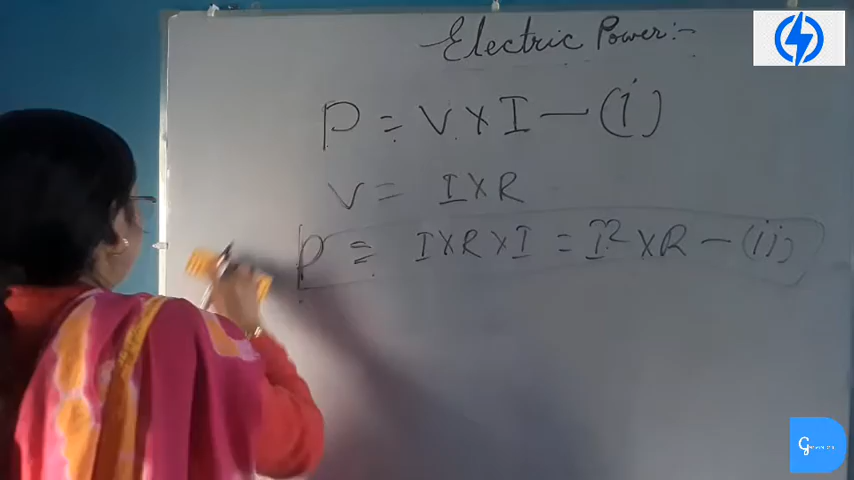 Electric Power:-
P = V X I — (i)
V = I X R
P = I X R X I = I² X R — (ii)